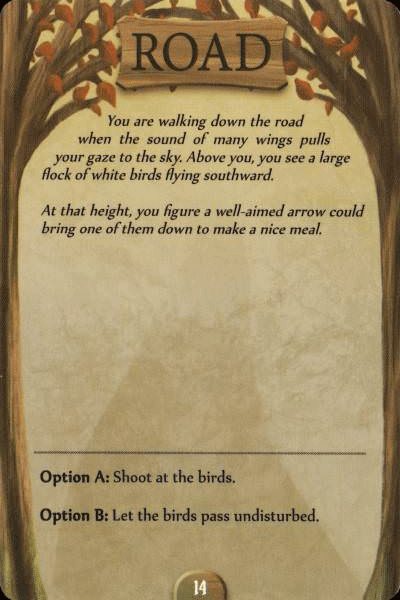 ROAD
You are walking down the road
when the sound of many wings pulls
your gaze to the sky. Above you, you see a large
flock of white birds flying southward.
At that height, you figure a well-aimed arrow could
bring one of them down to make a nice meal.
Option A: Shoot at the birds.
Option B: Let the birds pass undisturbed.
14